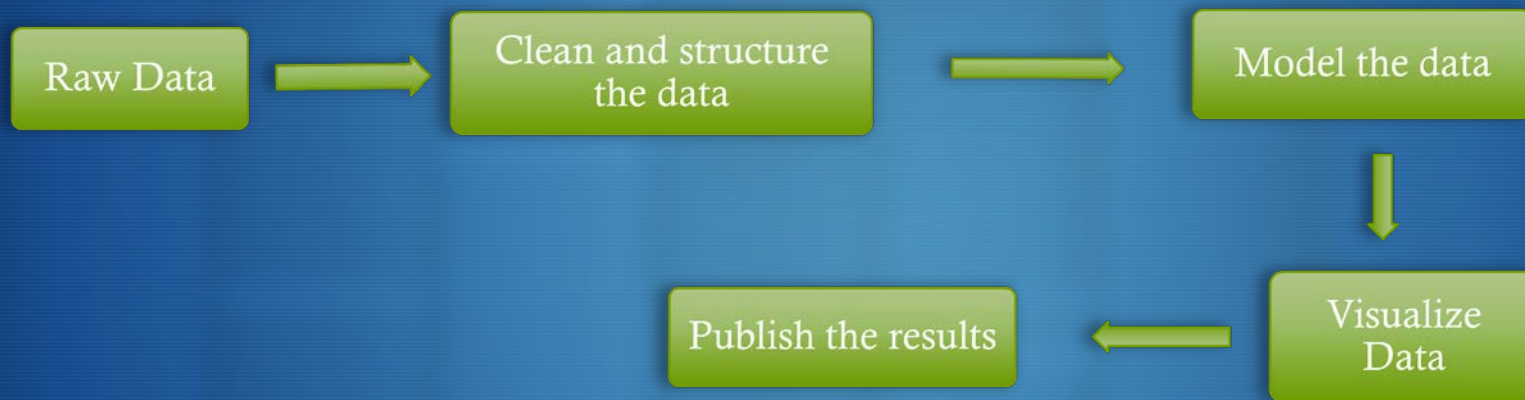 Raw Data
Clean and structure
the data
Model the data
Visualize
Data
Publish the results